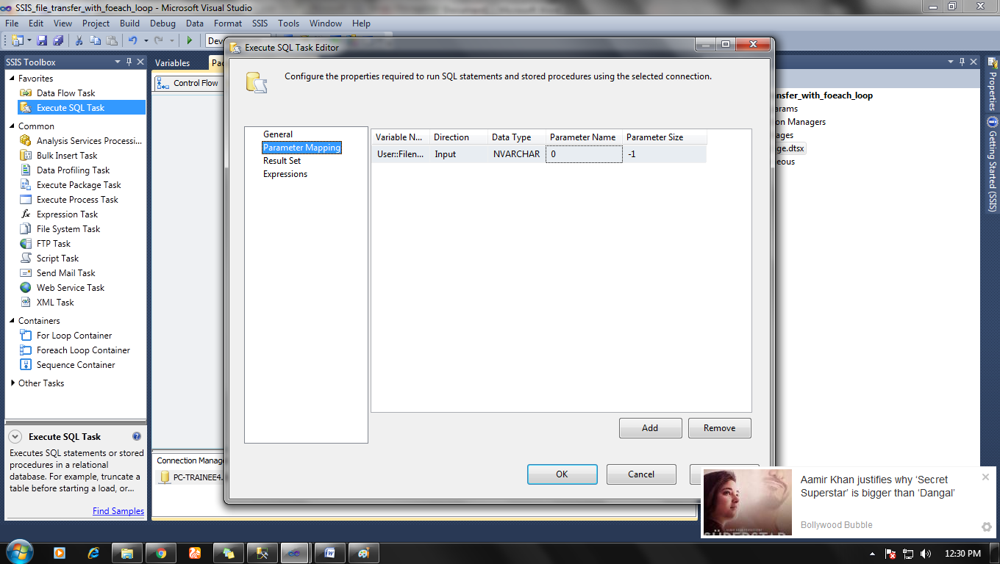 SSIS_file_transfer_with_foeach_loop - Microsoft Visual Studio
File Edit View Project Build Debug Data Format SSIS Tools Window Help
Dev
SSIS Toolbox
Favorites
Data Flow Task
Execute SQL Task
Common
Analysis Services Processi...
Bulk Insert Task
Data Profiling Task
Execute Package Task
Execute Process Task
Expression Task
File System Task
FTP Task
Script Task
Send Mail Task
Web Service Task
XML Task
Containers
For Loop Container
Foreach Loop Container
Sequence Container
Other Tasks
Execute SQL Task
Executes SQL statements or stored
procedures in a relational
database. For example, truncate a
table before starting a load, or...
Find Samples
Variables Pac
Control Flow
Connection Manag
PC-TRAINEE4.
Execute SQL Task Editor
Configure the properties required to run SQL statements and stored procedures using the selected connection.
General
Parameter Mapping
Result Set
Expressions
Variable N... Direction Data Type Parameter Name Parameter Size
User::Filen... Input NVARCHAR 0 -1
Add Remove
OK Cancel
nsfer_with_foeach_loop
arams
on Managers
ages
ge.dtsx
eous
Properties
Getting Started (SSIS)
Aamir Khan justifies why ‘Secret
Superstar’ is bigger than ‘Dangal’
Bollywood Bubble
SUPERSTAR
12:30 PM